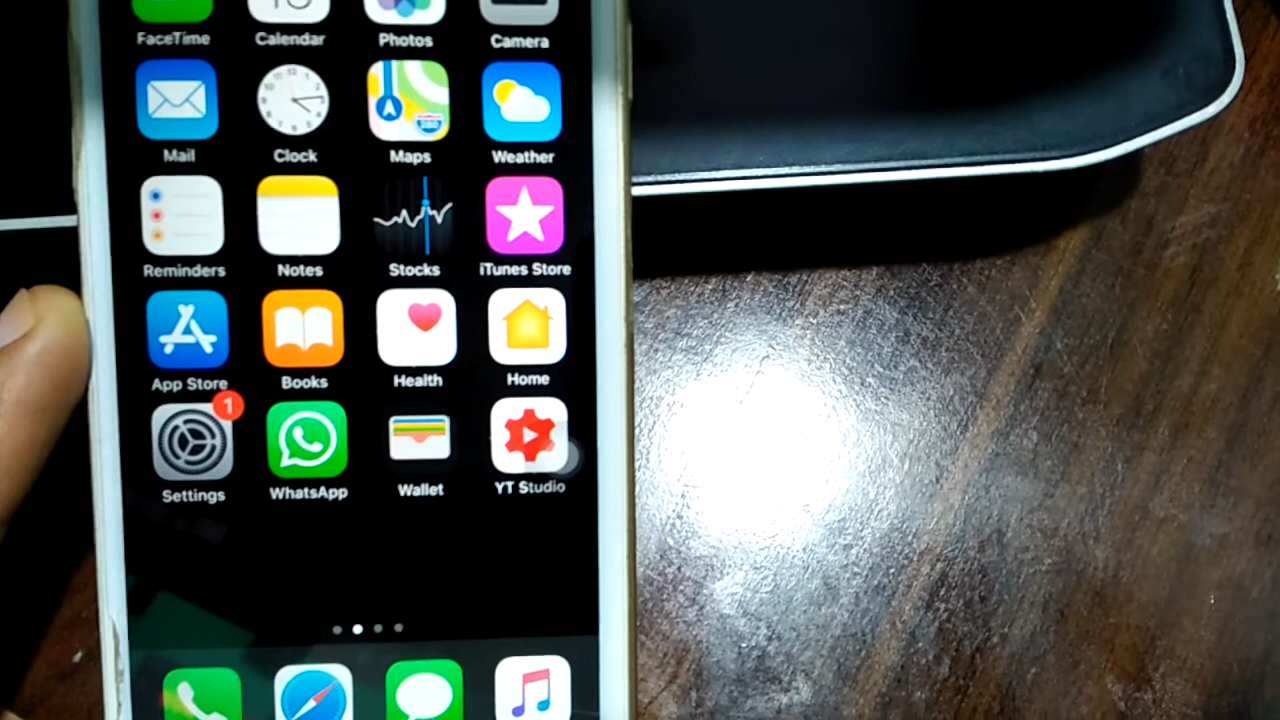 FaceTime Calendar Photos Camera
Mail Clock Maps Weather
Reminders Notes Stocks iTunes Store
App Store Books Health Home
1
Settings WhatsApp Wallet YT Studio